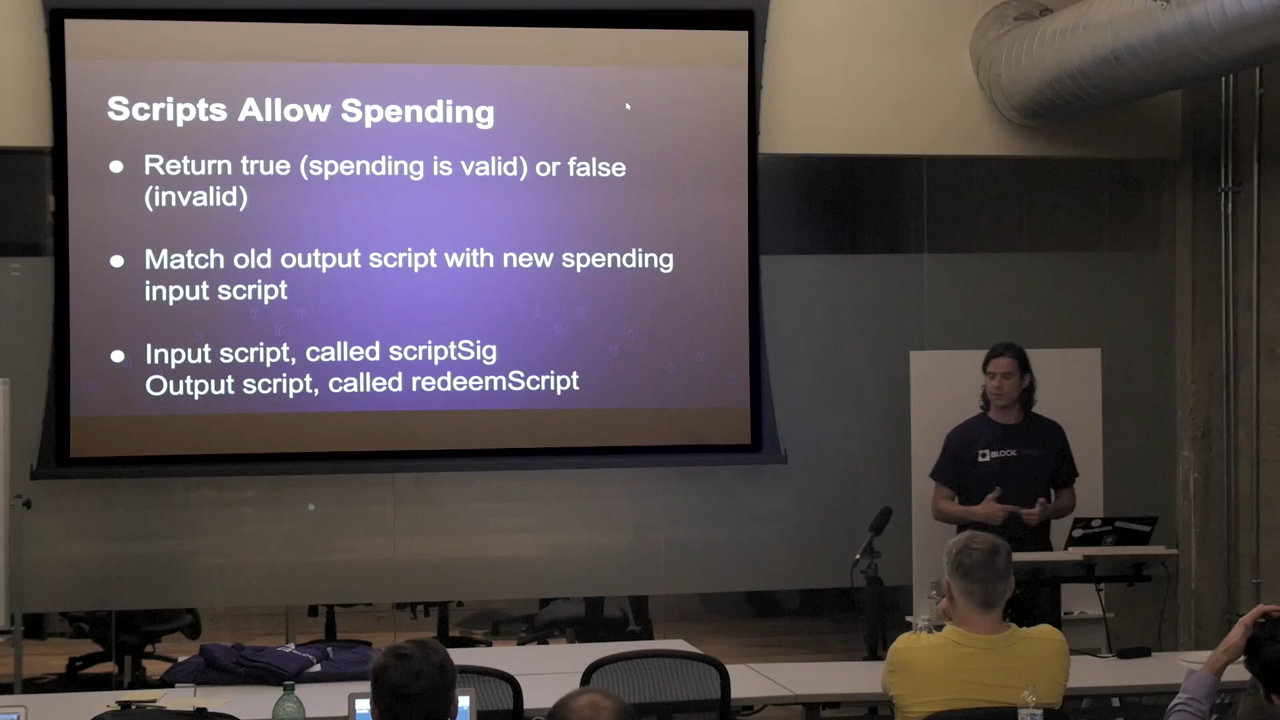 Scripts Allow Spending
● Return true (spending is valid) or false
(invalid)
● Match old output script with new spending
input script
● Input script, called scriptSig
Output script, called redeemScript
BLOCK